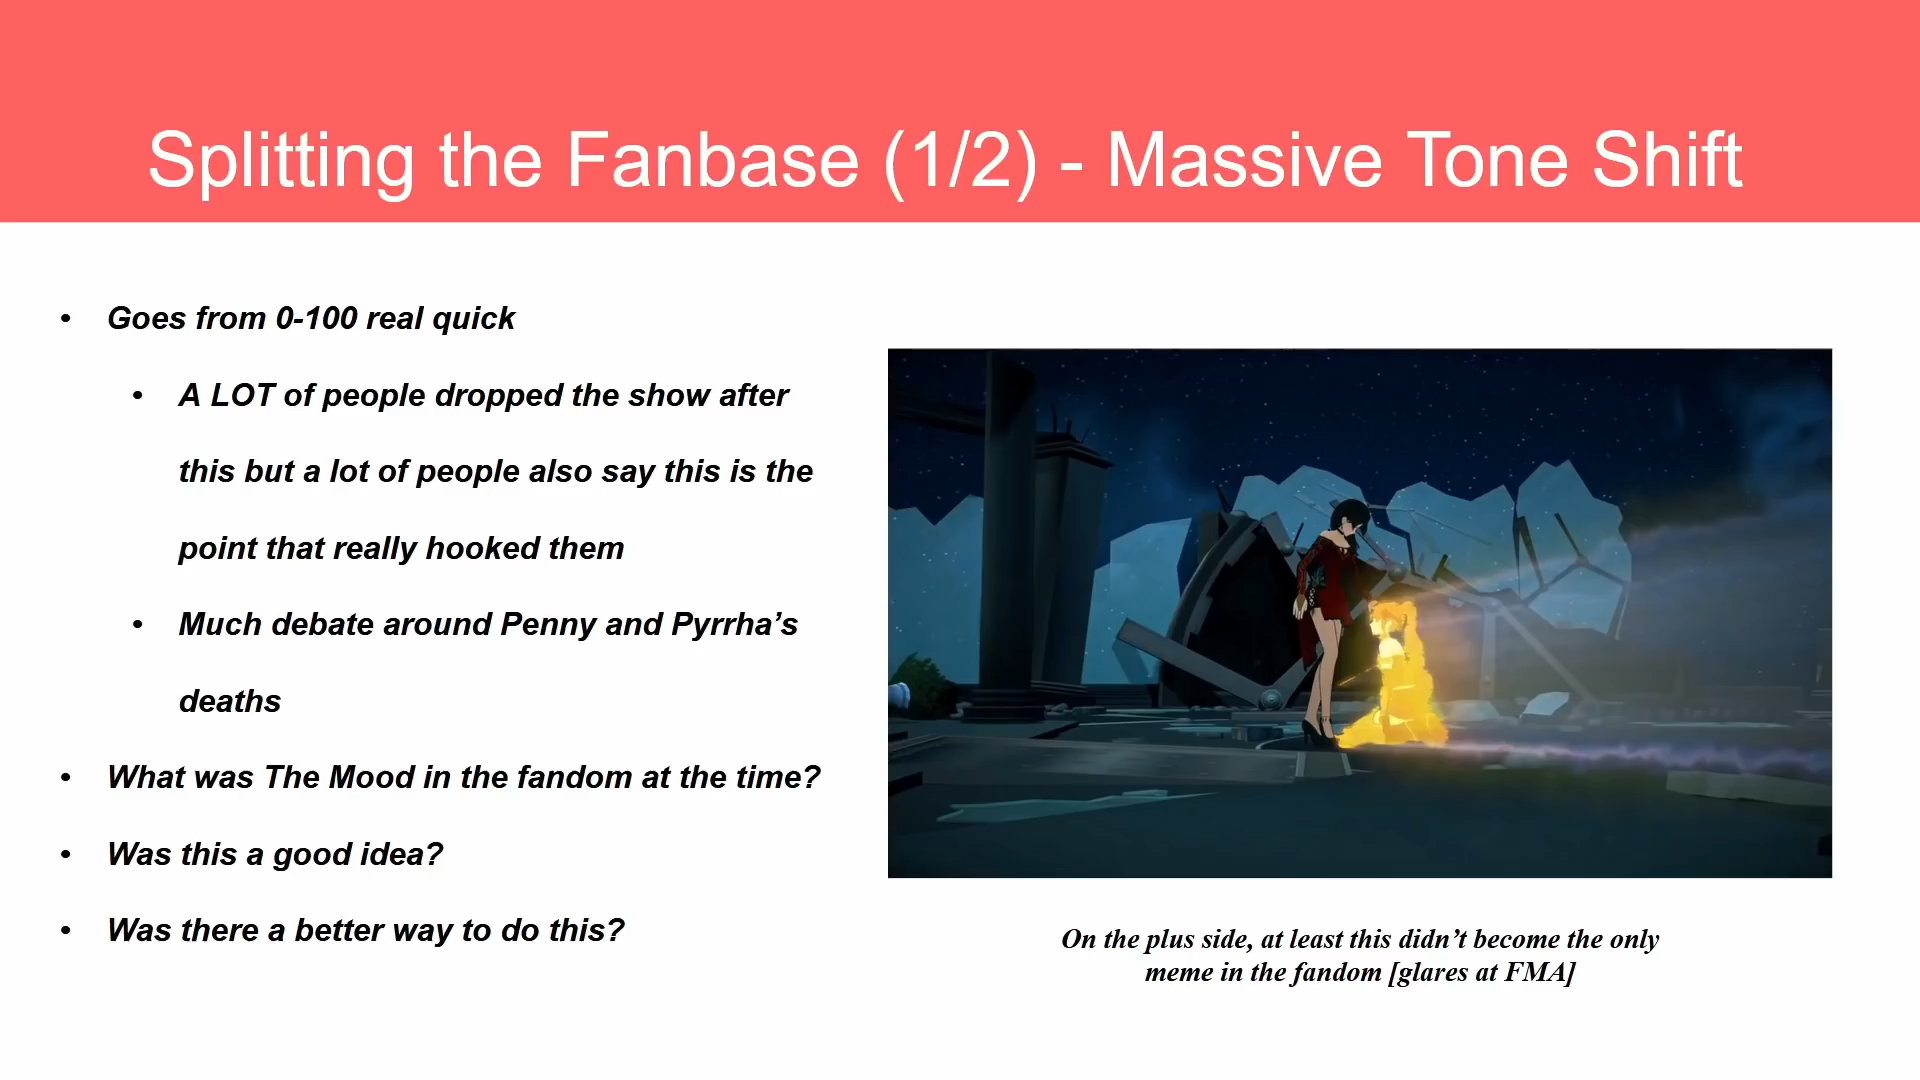 Splitting the Fanbase (1/2) - Massive Tone Shift
• Goes from 0-100 real quick
• A LOT of people dropped the show after
this but a lot of people also say this is the
point that really hooked them
• Much debate around Penny and Pyrrha’s
deaths
• What was The Mood in the fandom at the time?
• Was this a good idea?
• Was there a better way to do this?
On the plus side, at least this didn’t become the only
meme in the fandom [glares at FMA]